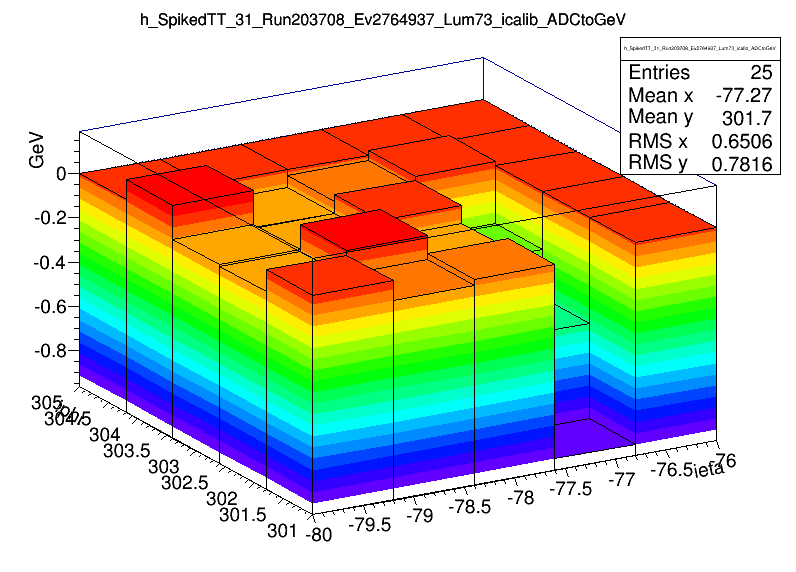 h_SpikedTT_31_Run203708_Ev2764937_Lum73_icalib_ADCtoGeV
h_SpikedTT_31_Run203708_Ev2764937_Lum73_icalib_ADCtoGeV
Entries 25
Mean x -77.27
Mean y 301.7
RMS x 0.6506
RMS y 0.7816
GeV
0
-0.2
-0.4
-0.6
-0.8
305
304.5
304
303.5
303
302.5
302
301.5
301
-80
-79.5
-79
-78.5
-78
-77.5
-77
-76.5
-76
ieta